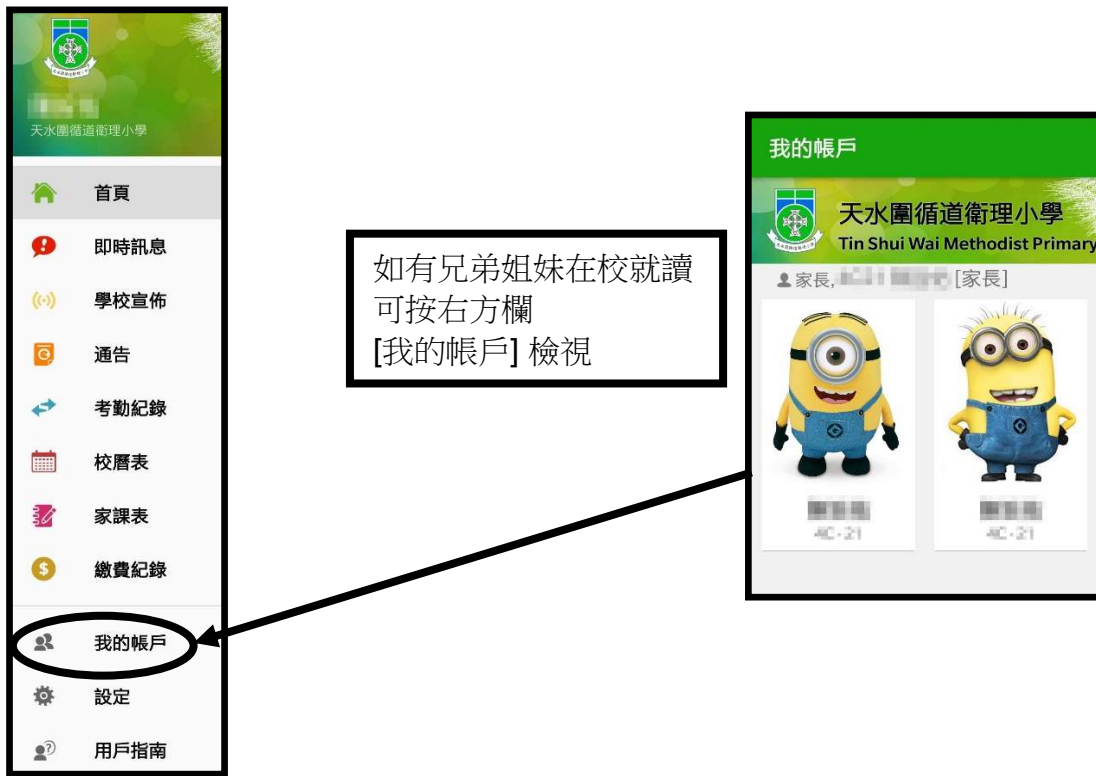 天水圍循道衛理小學
首頁
即時訊息
學校宣佈
通告
考勤紀錄
校曆表
家課表
繳費紀錄
我的帳戶
設定
用戶指南
如有兄弟姐妹在校就讀
可按右方欄
[我的帳戶] 檢視
我的帳戶
天水圍循道衛理小學
Tin Shui Wai Methodist Primary
家長, [家長]
4C-21
4C-21